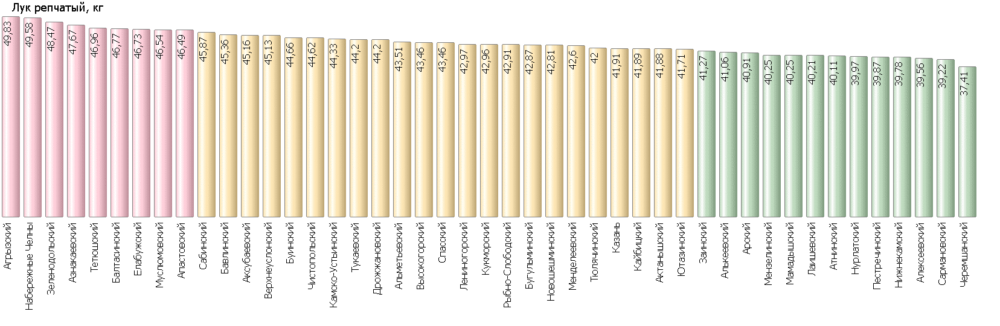 Лук репчатый, кг
49,83
49,58
48,47
47,67
46,96
46,77
46,73
46,54
46,49
45,87
45,36
45,16
45,13
44,66
44,62
44,33
44,2
44,2
43,51
43,46
43,46
42,97
42,96
42,91
42,87
42,81
42,6
42
41,91
41,89
41,88
41,71
41,27
41,06
40,91
40,25
40,25
40,21
40,11
39,97
39,87
39,78
39,56
39,22
37,41
Агрызский
Набережные Челны
Зеленодольский
Азнакаевский
Тетюшский
Балтасинский
Елабужский
Муслюмовский
Апастовский
Сабинский
Бавлинский
Аксубаевский
Верхнеуслонский
Буинский
Чистопольский
Камско-Устьинский
Тукаевский
Дрожжановский
Альметьевский
Высокогорский
Спасский
Лениногорский
Кукморский
Рыбно-Слободский
Бугульминский
Новошешминский
Менделеевский
Тюлячинский
Казань
Кайбицкий
Актанышский
Ютазинский
Заинский
Алькеевский
Арский
Мензелинский
Мамадышский
Лаишевский
Атнинский
Нурлатский
Пестречинский
Нижнекамский
Алексеевский
Сармановский
Черемшанский